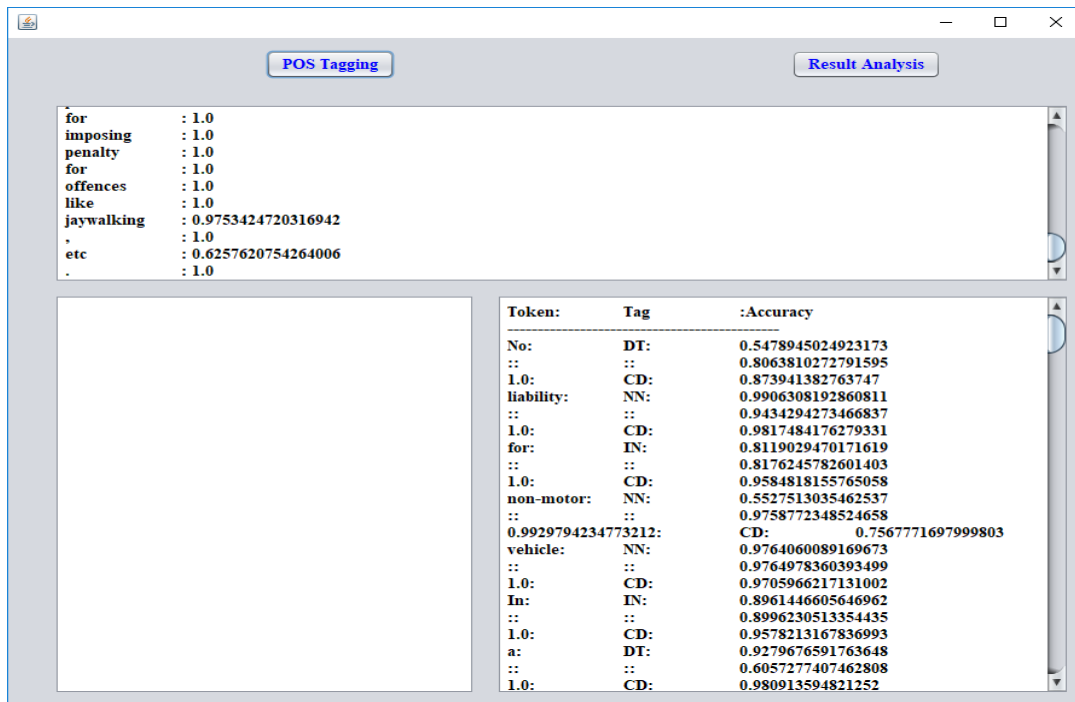 POS Tagging
Result Analysis
for : 1.0
imposing : 1.0
penalty : 1.0
for : 1.0
offences : 1.0
like : 1.0
jaywalking : 0.9753424720316942
, : 1.0
etc : 0.6257620754264006
. : 1.0
Token: Tag :Accuracy
----------------------------------------------
No: DT: 0.5478945024923173
:: :: 0.8063810272791595
1.0: CD: 0.873941382763747
liability: NN: 0.9906308192860811
:: :: 0.9434294273466837
1.0: CD: 0.9817484176279331
for: IN: 0.8119029470171619
:: :: 0.8176245782601403
1.0: CD: 0.9584818155765058
non-motor: NN: 0.5527513035462537
:: :: 0.9758772348524658
0.9929794234773212: CD: 0.7567771697999803
vehicle: NN: 0.9764060089169673
:: :: 0.9764978360393499
1.0: CD: 0.9705966217131002
In: IN: 0.8961446605646962
:: :: 0.8996230513354435
1.0: CD: 0.9578213167836993
a: DT: 0.9279676591763648
:: :: 0.6057277407462808
1.0: CD: 0.980913594821252